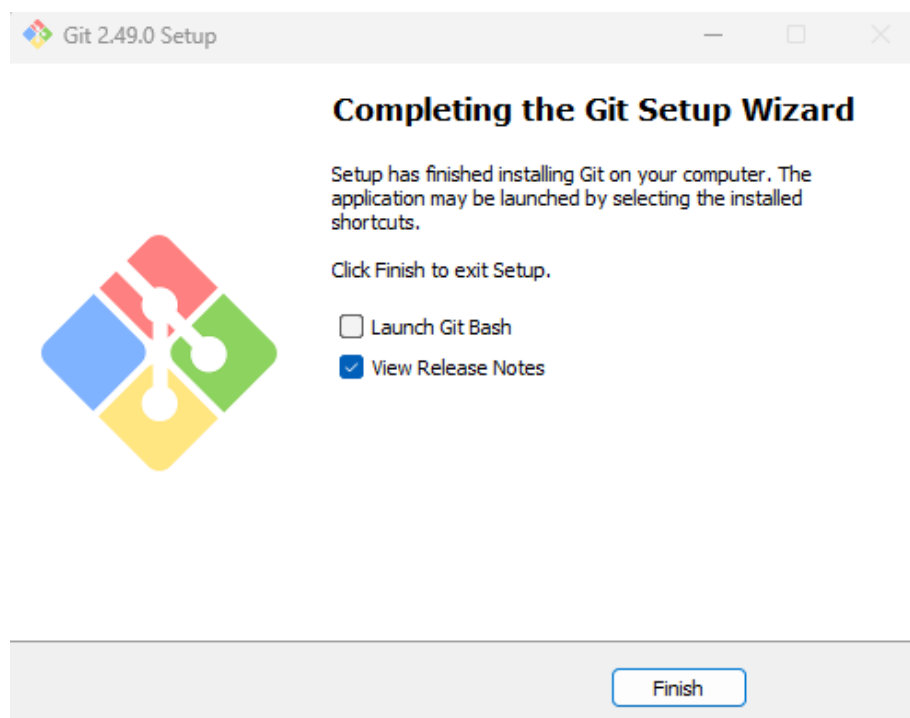 Git 2.49.0 Setup
Completing the Git Setup Wizard
Setup has finished installing Git on your computer. The
application may be launched by selecting the installed
shortcuts.
Click Finish to exit Setup.
Launch Git Bash
View Release Notes
Finish